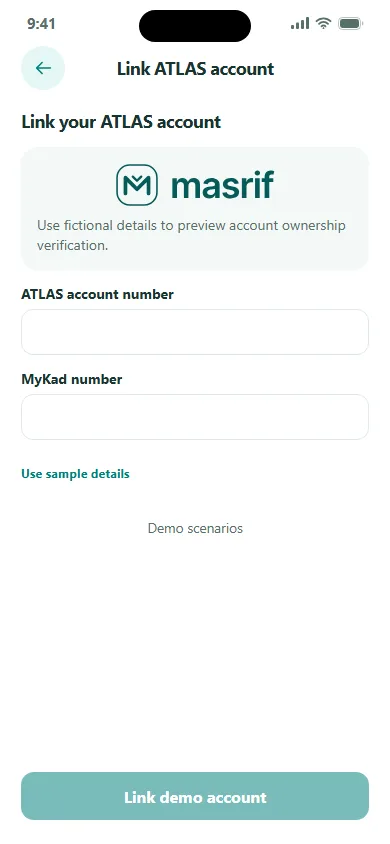 9:41
Link ATLAS account
Link your ATLAS account
masrif
Use fictional details to preview account ownership
verification.
ATLAS account number
MyKad number
Use sample details
Demo scenarios
Link demo account